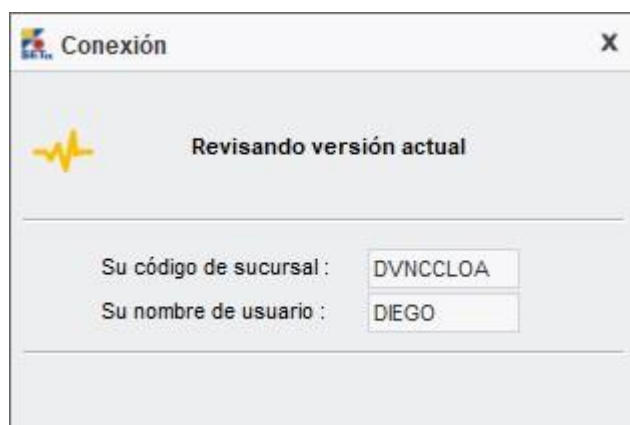 Conexión
X
Revisando versión actual
Su código de sucursal : DVNCCLOA
Su nombre de usuario : DIEGO